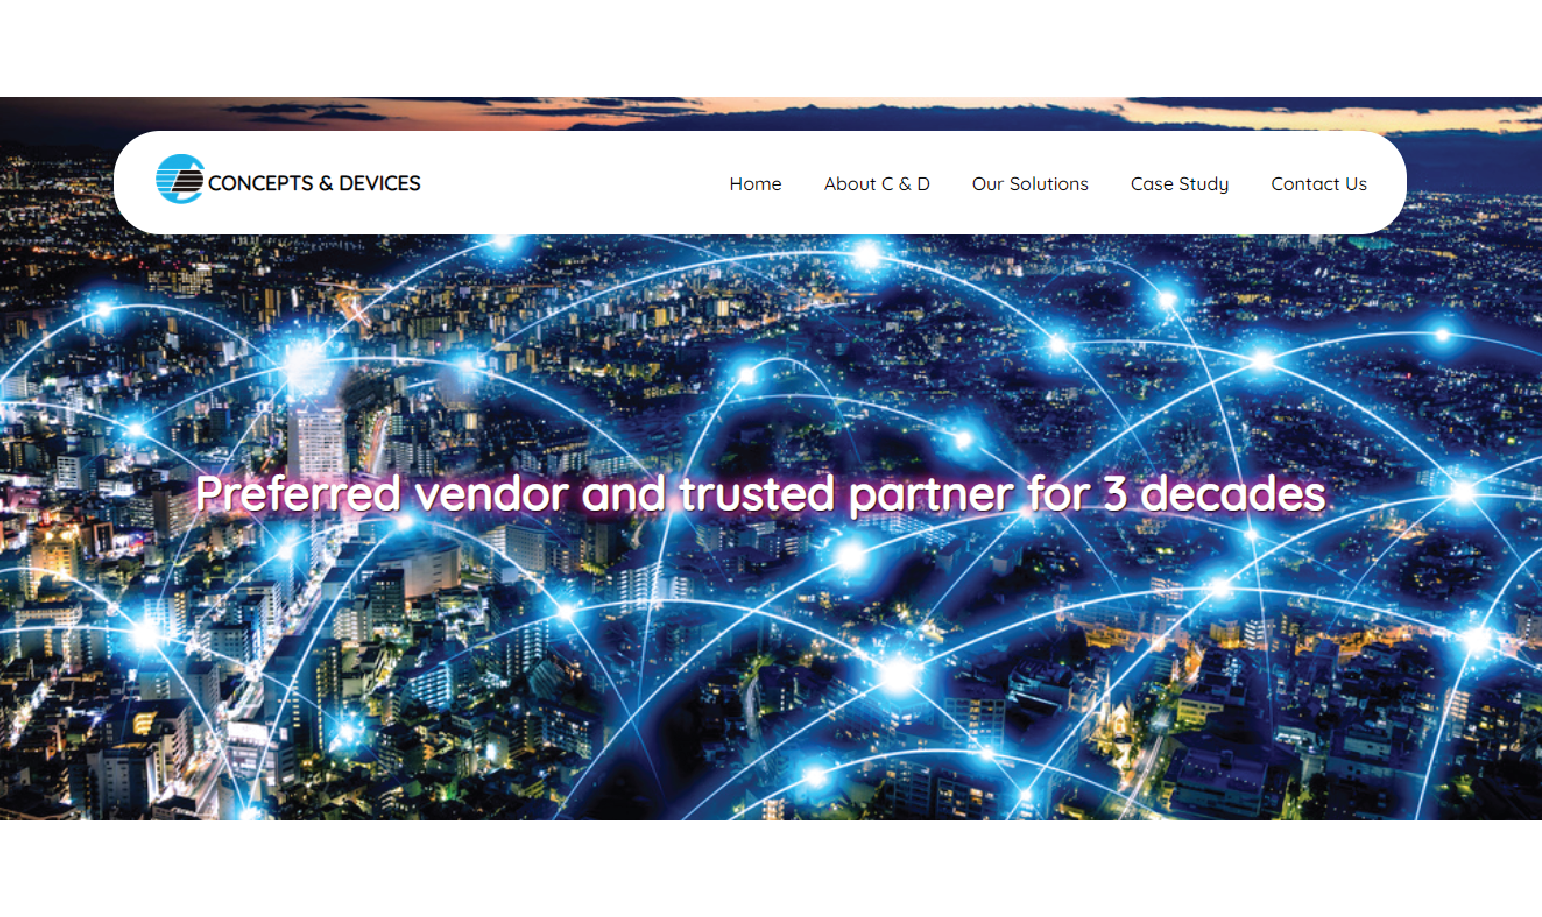 CONCEPTS & DEVICES
Home About C & D Our Solutions Case Study Contact Us
Preferred vendor and trusted partner for 3 decades